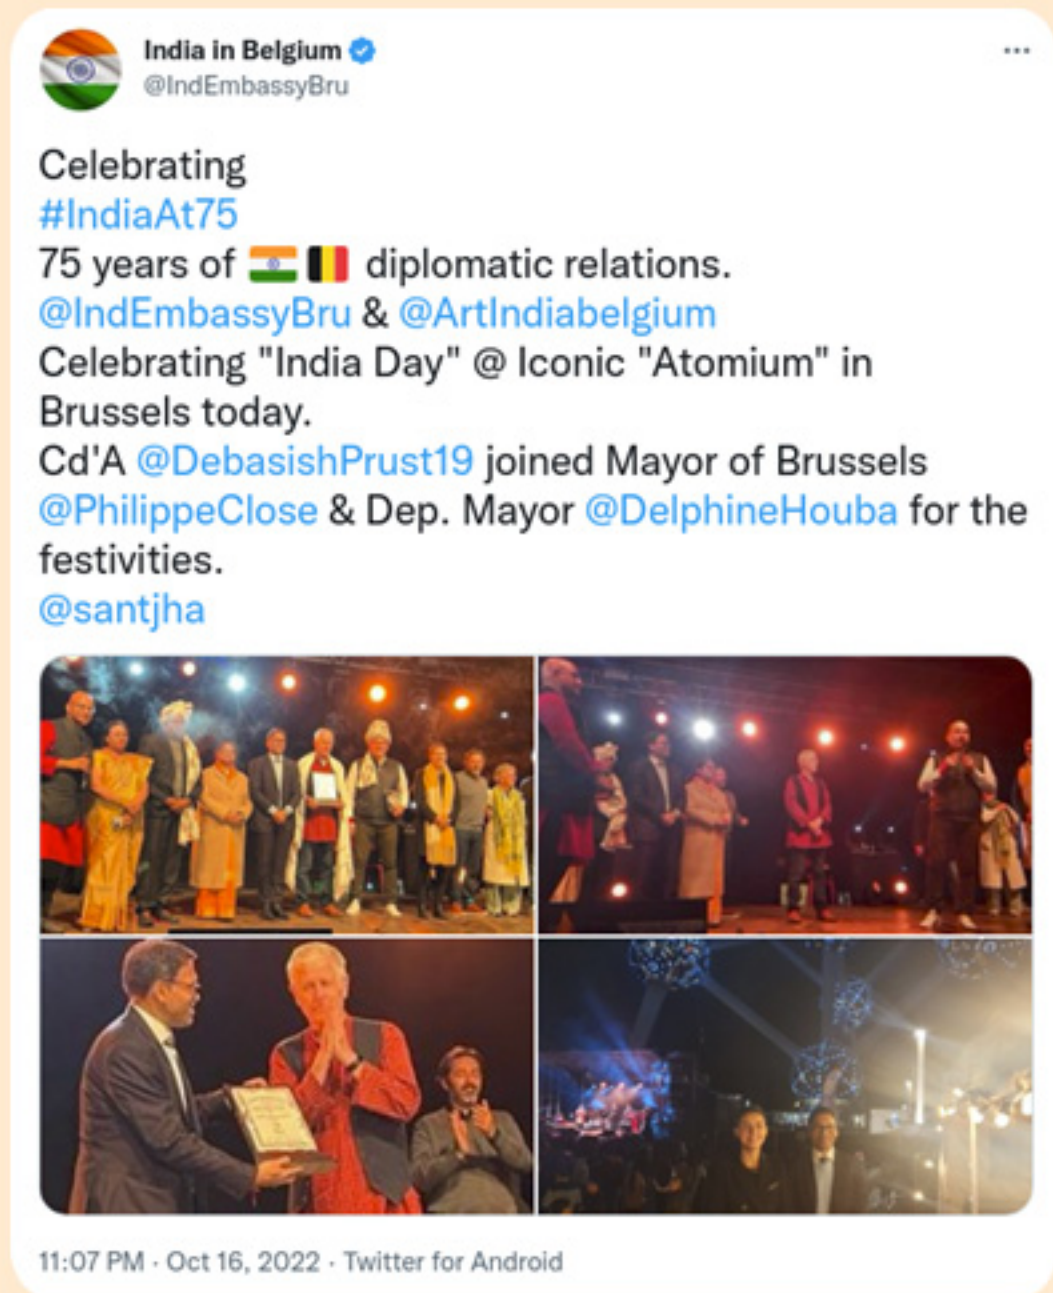 India in Belgium
@IndEmbassyBru
Celebrating
#IndiaAt75
75 years of 🇮🇳🇧🇪 diplomatic relations.
@IndEmbassyBru & @ArtIndiabelgium
Celebrating "India Day" @ Iconic "Atomium" in
Brussels today.
Cd'A @DebasishPrust19 joined Mayor of Brussels
@PhilippeClose & Dep. Mayor @DelphineHouba for the
festivities.
@santjha
11:07 PM · Oct 16, 2022 · Twitter for Android